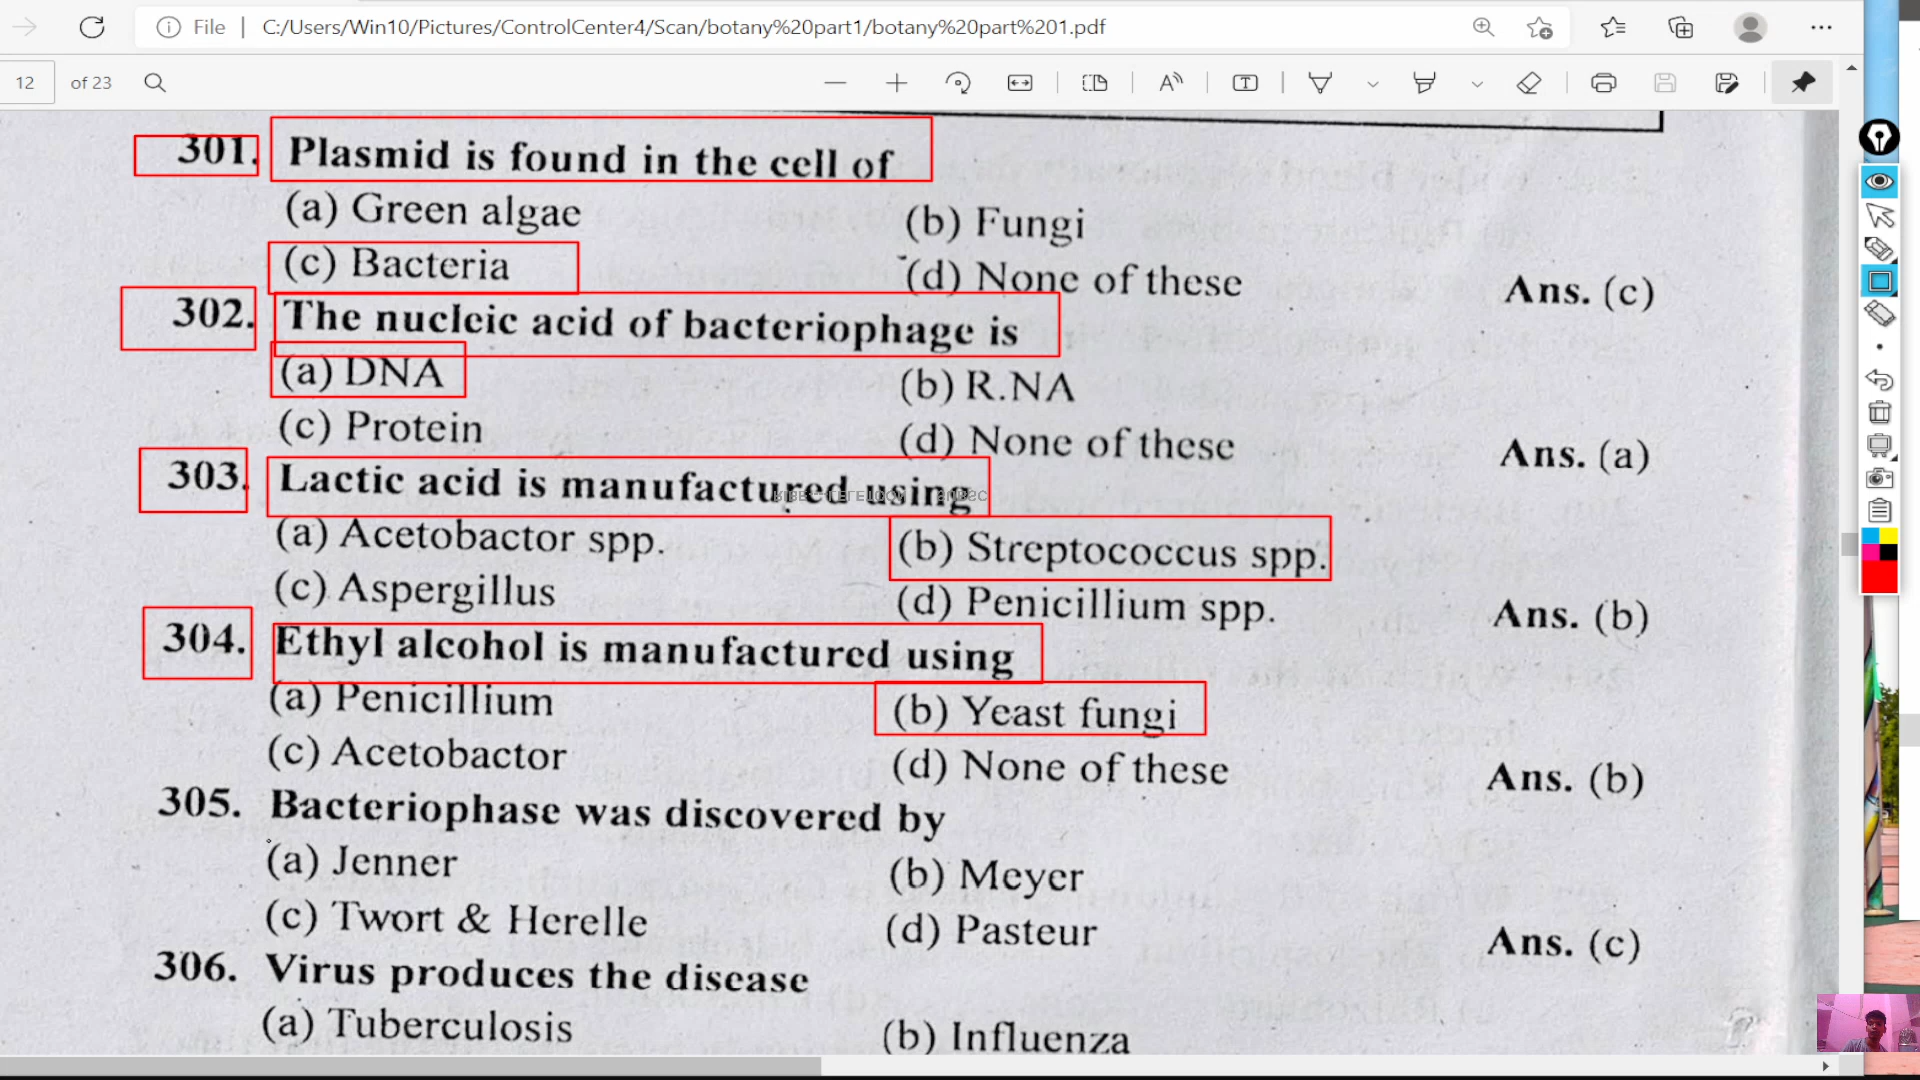 File | C:/Users/Win10/Pictures/ControlCenter4/Scan/botany%20part1/botany%20part%201.pdf
12 of 23
301. Plasmid is found in the cell of
(a) Green algae (b) Fungi
(c) Bacteria (d) None of these Ans. (c)
302. The nucleic acid of bacteriophage is
(a) DNA (b) R.NA
(c) Protein (d) None of these Ans. (a)
303. Lactic acid is manufactured using
(a) Acetobactor spp. (b) Streptococcus spp.
(c) Aspergillus (d) Penicillium spp. Ans. (b)
304. Ethyl alcohol is manufactured using
(a) Penicillium (b) Yeast fungi
(c) Acetobactor (d) None of these Ans. (b)
305. Bacteriophase was discovered by
(a) Jenner (b) Meyer
(c) Twort & Herelle (d) Pasteur Ans. (c)
306. Virus produces the disease
(a) Tuberculosis (b) Influenza